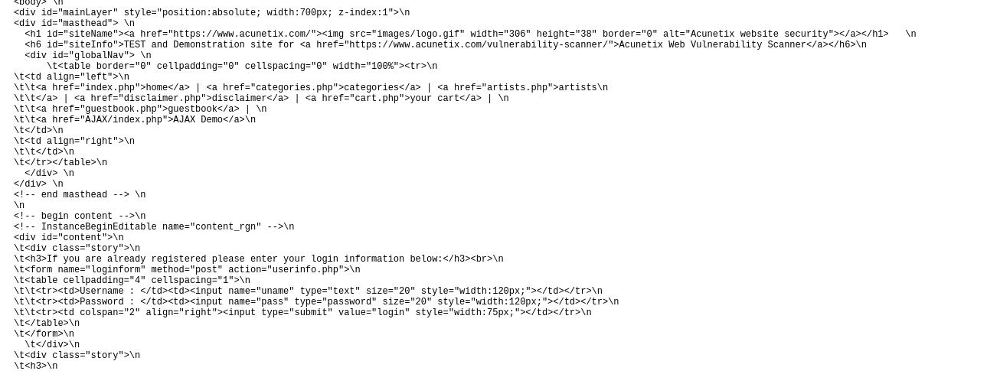 <body> \n
<div id="mainLayer" style="position:absolute; width:700px; z-index:1">\n
<div id="masthead"> \n
  <h1 id="siteName"><a href="https://www.acunetix.com/"><img src="images/logo.gif" width="306" height="38" border="0" alt="Acunetix website security"></a></h1>   \n
  <h6 id="siteInfo">TEST and Demonstration site for <a href="https://www.acunetix.com/vulnerability-scanner/">Acunetix Web Vulnerability Scanner</a></h6>\n
  <div id="globalNav"> \n
      \t<table border="0" cellpadding="0" cellspacing="0" width="100%"><tr>\n
\t<td align="left">\n
\t\t<a href="index.php">home</a> | <a href="categories.php">categories</a> | <a href="artists.php">artists\n
\t\t</a> | <a href="disclaimer.php">disclaimer</a> | <a href="cart.php">your cart</a> | \n
\t\t<a href="guestbook.php">guestbook</a> | \n
\t\t<a href="AJAX/index.php">AJAX Demo</a>\n
\t</td>\n
\t<td align="right">\n
\t\t</td>\n
\t</tr></table>\n
  </div> \n
</div> \n
<!-- end masthead --> \n
\n
<!-- begin content -->\n
<!-- InstanceBeginEditable name="content_rgn" -->\n
<div id="content">\n
\t<div class="story">\n
\t<h3>If you are already registered please enter your login information below:</h3><br>\n
\t<form name="loginform" method="post" action="userinfo.php">\n
\t<table cellpadding="4" cellspacing="1">\n
\t\t<tr><td>Username : </td><td><input name="uname" type="text" size="20" style="width:120px;"></td></tr>\n
\t\t<tr><td>Password : </td><td><input name="pass" type="password" size="20" style="width:120px;"></td></tr>\n
\t\t<tr><td colspan="2" align="right"><input type="submit" value="login" style="width:75px;"></td></tr>\n
\t</table>\n
\t</form>\n
  \t</div>\n
\t<div class="story">\n
\t<h3>\n